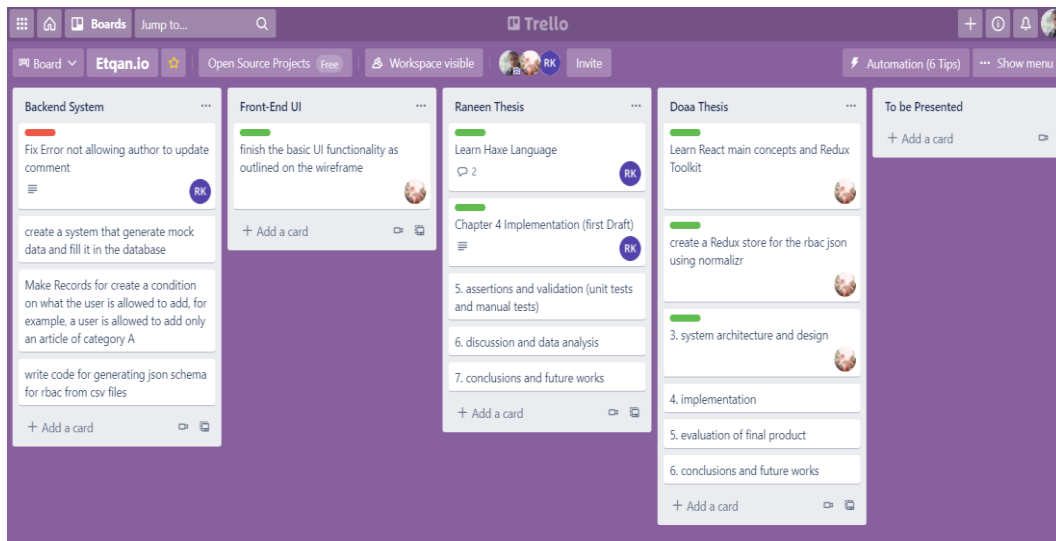 Boards
Jump to...
Trello
Board
Etqan.io
Open Source Projects Free
Workspace visible
RK
Invite
Automation (6 Tips)
... Show menu
Backend System
Fix Error not allowing author to update
comment
RK
create a system that generate mock
data and fill it in the database
Make Records for create a condition
on what the user is allowed to add, for
example, a user is allowed to add only
an article of category A
write code for generating json schema
for rbac from csv files
+ Add a card
Front-End UI
finish the basic UI functionality as
outlined on the wireframe
+ Add a card
Raneen Thesis
Learn Haxe Language
2
RK
Chapter 4 Implementation (first Draft)
RK
5. assertions and validation (unit tests
and manual tests)
6. discussion and data analysis
7. conclusions and future works
+ Add a card
Doaa Thesis
Learn React main concepts and Redux
Toolkit
create a Redux store for the rbac json
using normalizr
3. system architecture and design
4. implementation
5. evaluation of final product
6. conclusions and future works
+ Add a card
To be Presented
+ Add a card